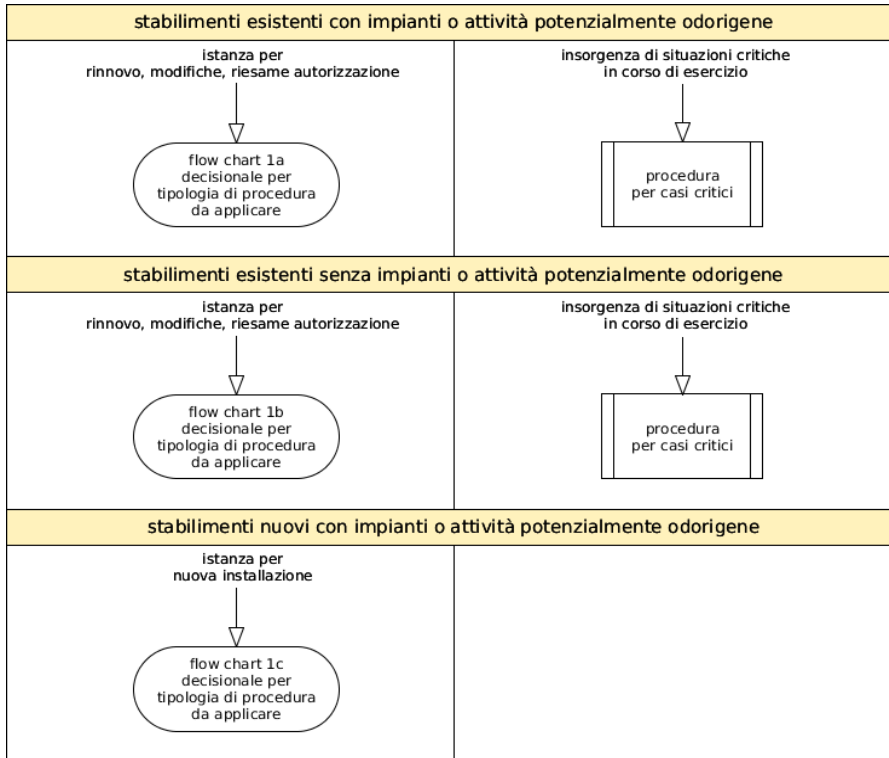 stabilimenti esistenti con impianti o attività potenzialmente odorigene
istanza per
rinnovo, modifiche, riesame autorizzazione
flow chart 1a
decisionale per
tipologia di procedura
da applicare
insorgenza di situazioni critiche
in corso di esercizio
procedura
per casi critici
stabilimenti esistenti senza impianti o attività potenzialmente odorigene
istanza per
rinnovo, modifiche, riesame autorizzazione
flow chart 1b
decisionale per
tipologia di procedura
da applicare
insorgenza di situazioni critiche
in corso di esercizio
procedura
per casi critici
stabilimenti nuovi con impianti o attività potenzialmente odorigene
istanza per
nuova installazione
flow chart 1c
decisionale per
tipologia di procedura
da applicare